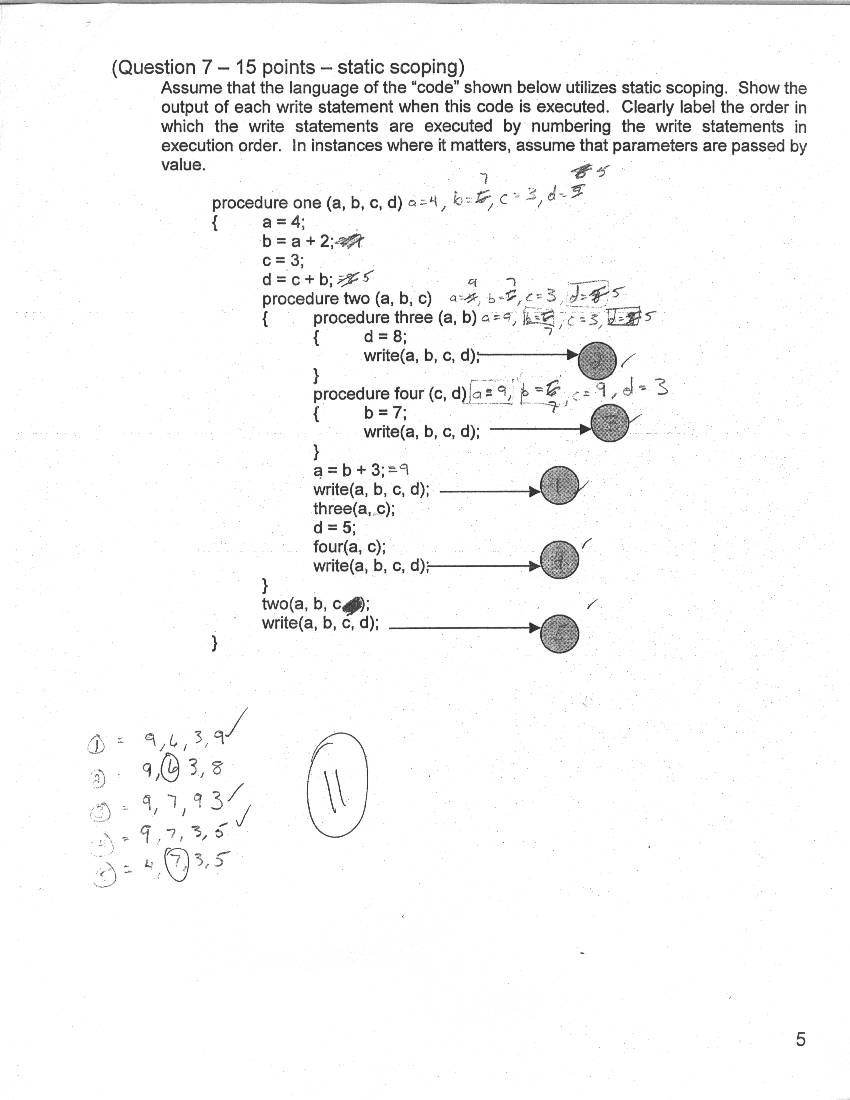 (Question 7 – 15 points – static scoping)
Assume that the language of the "code" shown below utilizes static scoping. Show the
output of each write statement when this code is executed. Clearly label the order in
which the write statements are executed by numbering the write statements in
execution order. In instances where it matters, assume that parameters are passed by
value.
7 5
procedure one (a, b, c, d) a=4, b= , c=3, d=
{ a = 4;
b = a + 2;
c = 3;
d = c + b; 5
9 7
procedure two (a, b, c) a= , b= , c=3, d= 5
{ procedure three (a, b) a=9, b= , c=3, d= 5
7
{ d = 8;
write(a, b, c, d); 2 ✓
}
procedure four (c, d) a=9, b= , c=9, d=3
7
{ b = 7;
write(a, b, c, d); 3 ✓
}
a = b + 3; =9
write(a, b, c, d); 1 ✓
three(a, c);
d = 5;
four(a, c);
write(a, b, c, d); 4 ✓
}
two(a, b, c );
write(a, b, c, d); 5 ✓
}
① = 9, 6, 3, 9 ✓
② 9, 6 3, 8
③ = 9, 7, 9 3 ✓
④ = 9, 7, 3, 5 ✓
⑤ = 4, 7, 3, 5
11
5